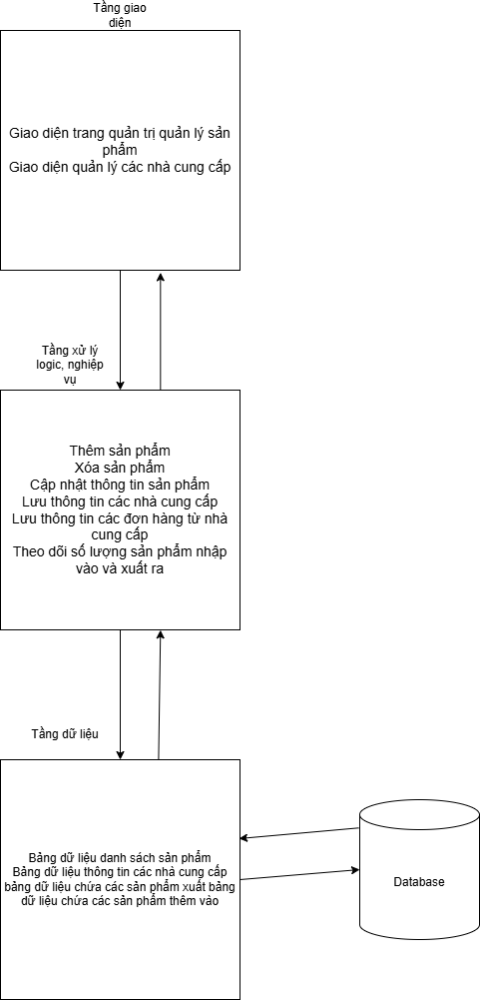 Tầng giao
diện
Giao diện trang quản trị quản lý sản
phẩm
Giao diện quản lý các nhà cung cấp
Tầng xử lý
logic, nghiệp
vụ
Thêm sản phẩm
Xóa sản phẩm
Cập nhật thông tin sản phẩm
Lưu thông tin các nhà cung cấp
Lưu thông tin các đơn hàng từ nhà
cung cấp
Theo dõi số lượng sản phẩm nhập
vào và xuất ra
Tầng dữ liệu
Bảng dữ liệu danh sách sản phẩm
Bảng dữ liệu thông tin các nhà cung cấp
bảng dữ liệu chứa các sản phẩm xuất bảng
dữ liệu chứa các sản phẩm thêm vào
Database